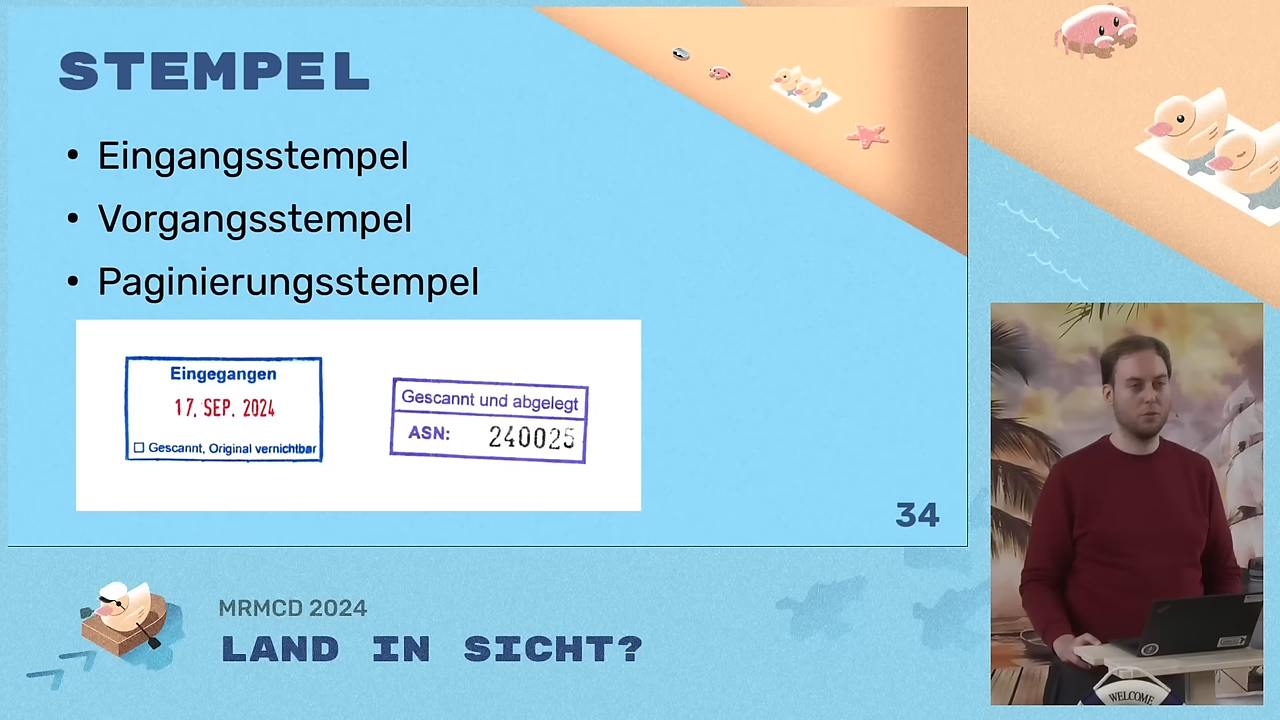 STEMPEL
• Eingangsstempel
• Vorgangsstempel
• Paginierungsstempel
Eingegangen
17. SEP. 2024
☐ Gescannt, Original vernichtbar
Gescannt und abgelegt
ASN: 240025
34
MRMCD 2024
LAND IN SICHT?
WELCOME